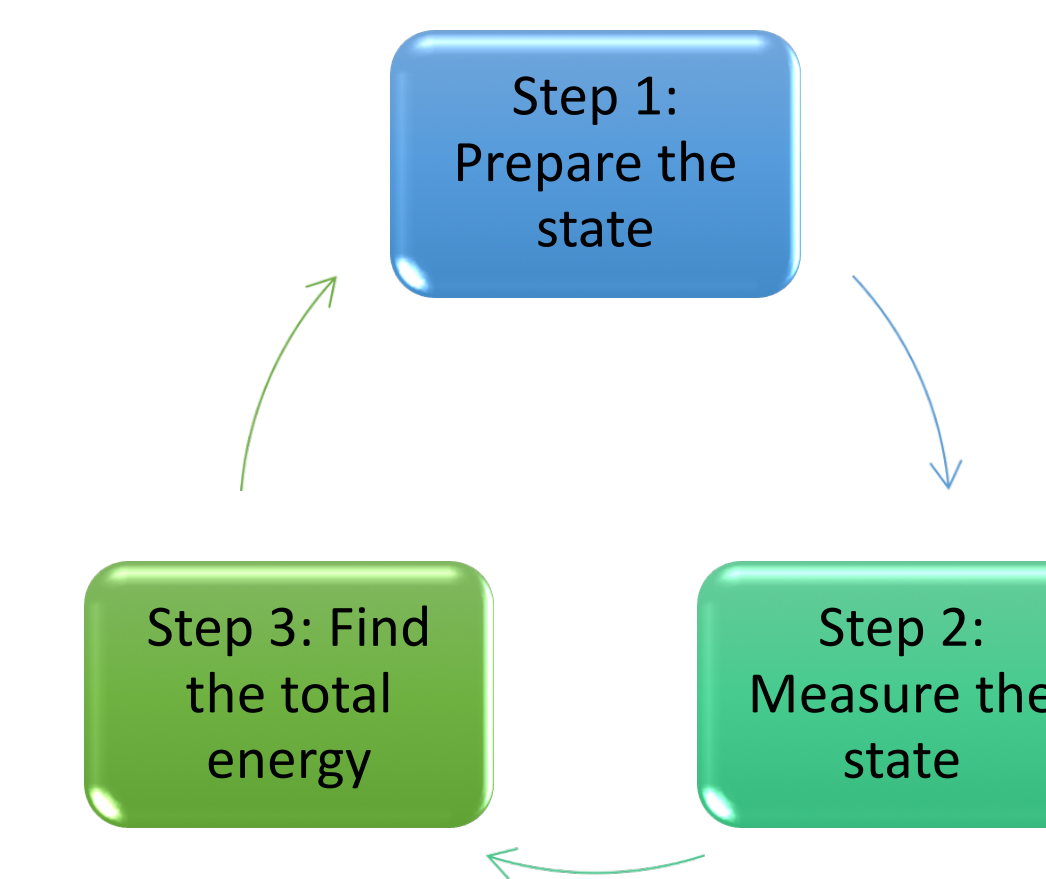 Step 1:
Prepare the
state
Step 3: Find
the total
energy
Step 2:
Measure the
state